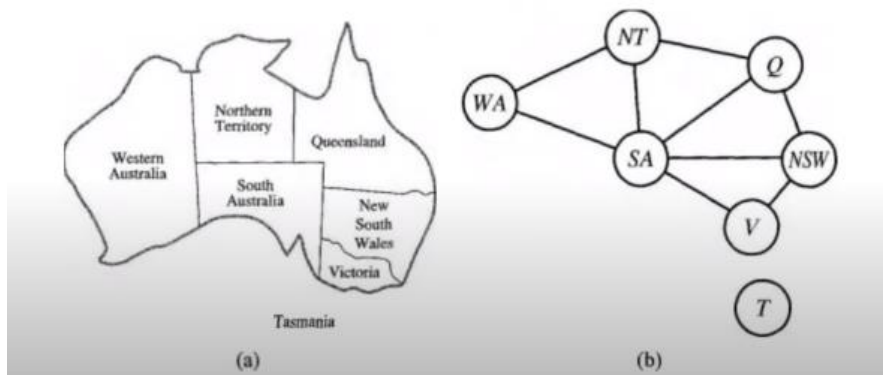 Northern
Territory
Western
Australia
Queensland
South
Australia
New
South
Wales
Victoria
Tasmania
(a)
NT
Q
WA
SA
NSW
V
T
(b)